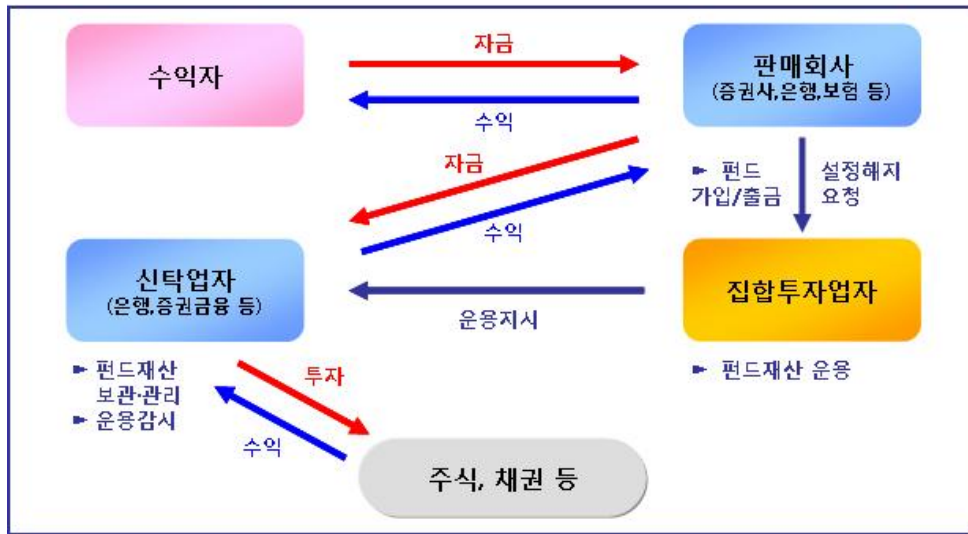 자금
수익자
판매회사
(증권사,은행,보험 등)
수익
자금
► 펀드
가입/출금
설정해지
요청
수익
신탁업자
(은행,증권금융 등)
집합투자업자
운용지시
► 펀드재산
보관·관리
► 운용감시
투자
► 펀드재산 운용
수익
주식, 채권 등